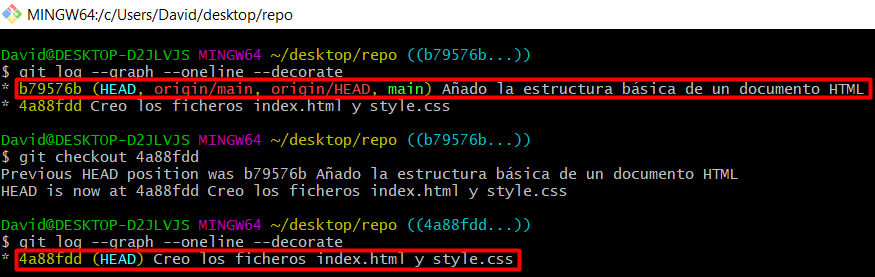 MINGW64:/c/Users/David/desktop/repo
David@DESKTOP-D2JLVJS MINGW64 ~/desktop/repo ((b79576b...))
$ git log --graph --oneline --decorate
* b79576b (HEAD, origin/main, origin/HEAD, main) Añado la estructura básica de un documento HTML
* 4a88fdd Creo los ficheros index.html y style.css
David@DESKTOP-D2JLVJS MINGW64 ~/desktop/repo ((b79576b...))
$ git checkout 4a88fdd
Previous HEAD position was b79576b Añado la estructura básica de un documento HTML
HEAD is now at 4a88fdd Creo los ficheros index.html y style.css
David@DESKTOP-D2JLVJS MINGW64 ~/desktop/repo ((4a88fdd...))
$ git log --graph --oneline --decorate
* 4a88fdd (HEAD) Creo los ficheros index.html y style.css